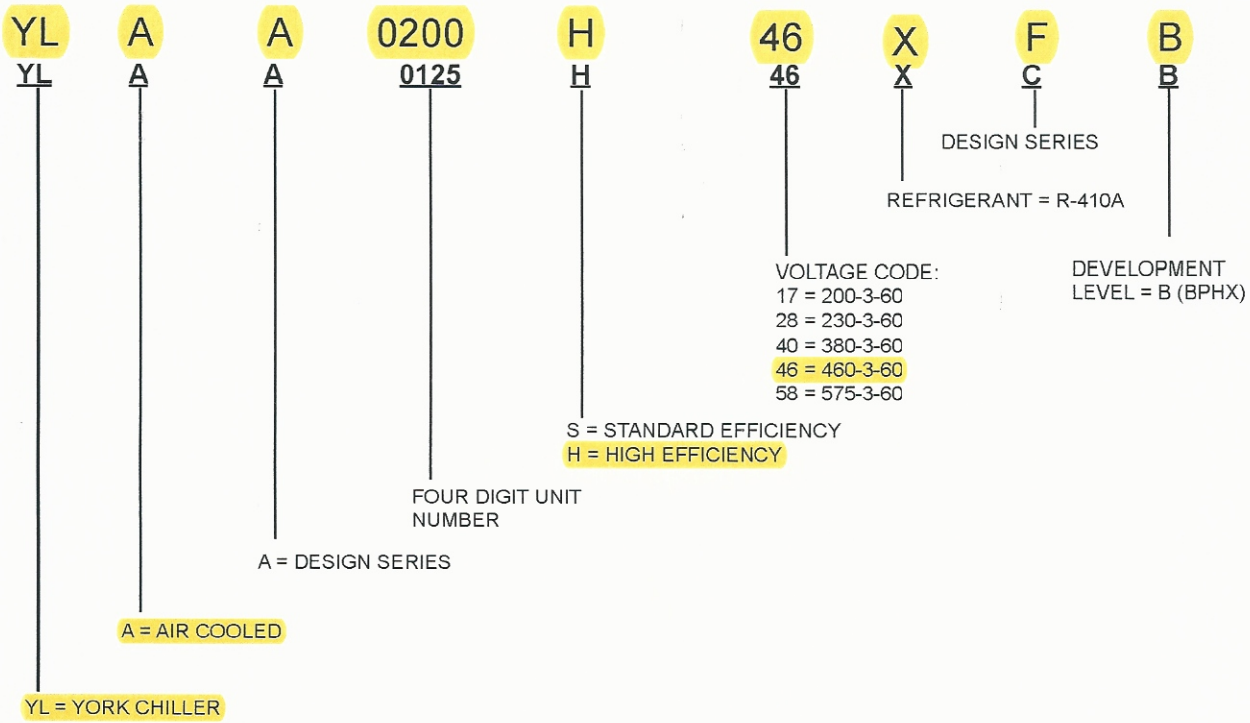 YL A A 0200 H 46 X F B
YL A A 0125 H 46 X C B
DESIGN SERIES
REFRIGERANT = R-410A
VOLTAGE CODE:
17 = 200-3-60
28 = 230-3-60
40 = 380-3-60
46 = 460-3-60
58 = 575-3-60
DEVELOPMENT
LEVEL = B (BPHX)
S = STANDARD EFFICIENCY
H = HIGH EFFICIENCY
FOUR DIGIT UNIT
NUMBER
A = DESIGN SERIES
A = AIR COOLED
YL = YORK CHILLER